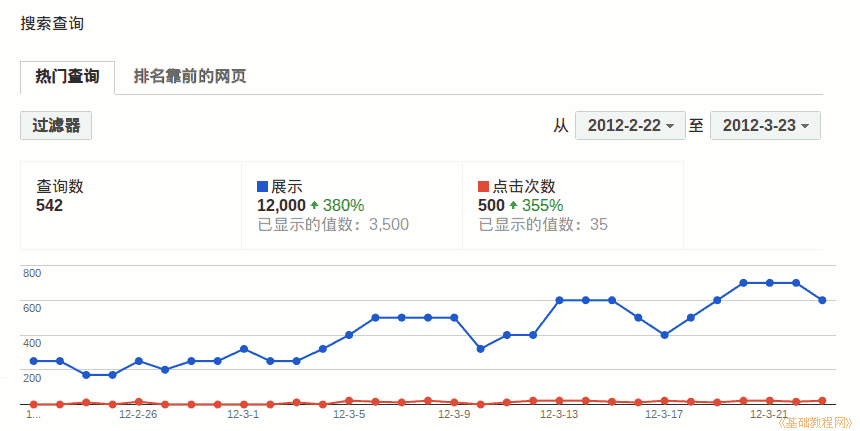 搜索查询
热门查询 排名靠前的网页
过滤器 从 2012-2-22 至 2012-3-23
查询数 展示 点击次数
542 12,000 380% 500 355%
已显示的值数：3,500 已显示的值数：35
800
600
400
200
1... 12-2-26 12-3-1 12-3-5 12-3-9 12-3-13 12-3-17 12-3-21
《基础教程网》